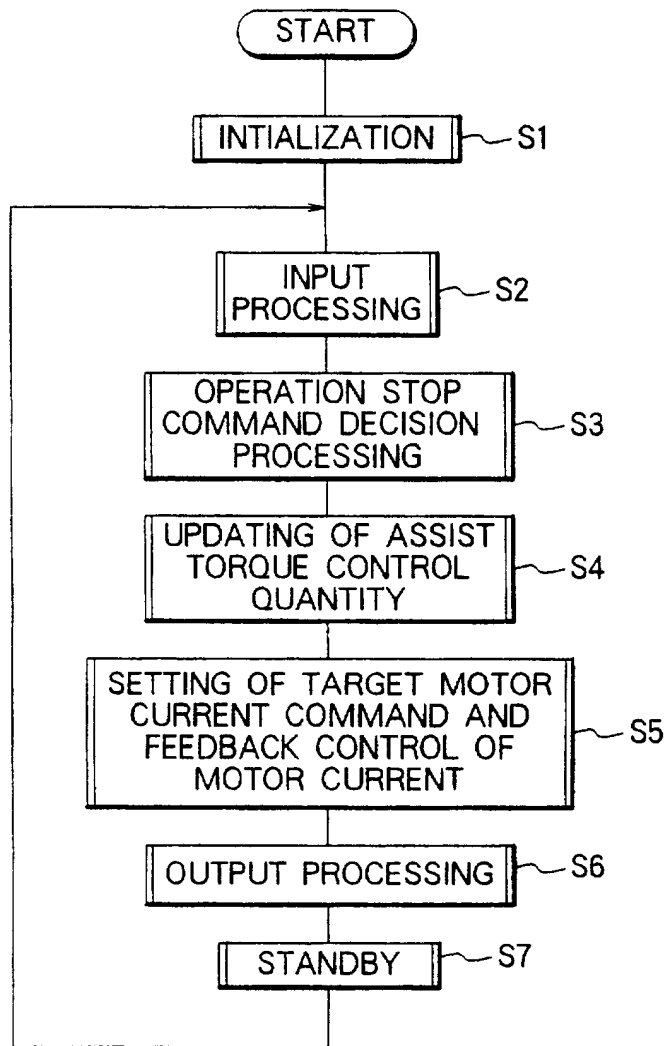 START
INTIALIZATION
S1
INPUT
PROCESSING
S2
OPERATION STOP
COMMAND DECISION
PROCESSING
S3
UPDATING OF ASSIST
TORQUE CONTROL
QUANTITY
S4
SETTING OF TARGET MOTOR
CURRENT COMMAND AND
FEEDBACK CONTROL OF
MOTOR CURRENT
S5
OUTPUT PROCESSING
S6
STANDBY
S7